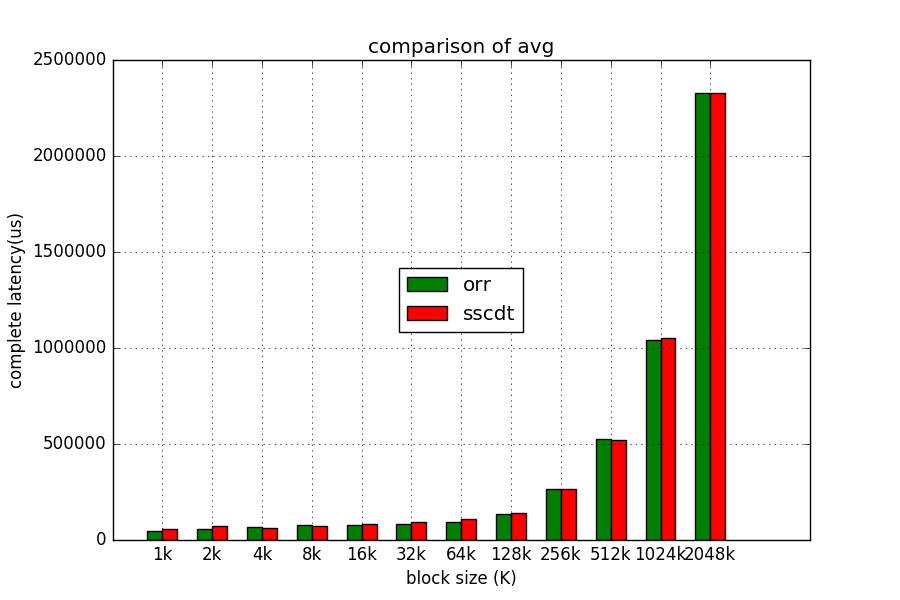 comparison of avg
2500000
2000000
1500000
1000000
500000
0
complete latency(us)
orr
sscdt
1k 2k 4k 8k 16k 32k 64k 128k 256k 512k 1024k 2048k
block size (K)